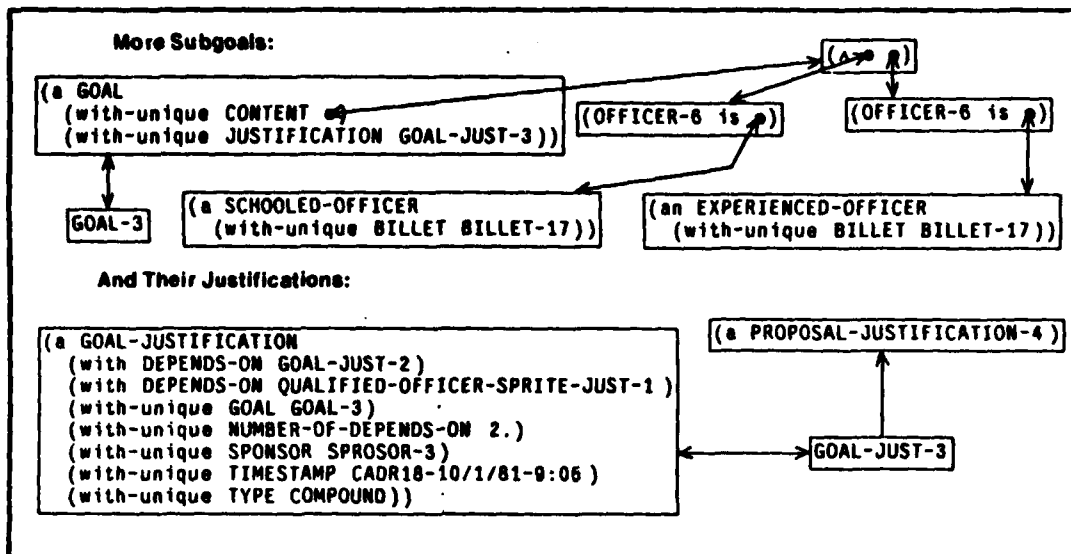 More Subgoals:
(∧ ● ●)
(a GOAL
(with-unique CONTENT ●)
(with-unique JUSTIFICATION GOAL-JUST-3))
(OFFICER-6 is ●)
(OFFICER-6 is ●)
GOAL-3
(a SCHOOLED-OFFICER
(with-unique BILLET BILLET-17))
(an EXPERIENCED-OFFICER
(with-unique BILLET BILLET-17))
And Their Justifications:
(a GOAL-JUSTIFICATION
(with DEPENDS-ON GOAL-JUST-2)
(with DEPENDS-ON QUALIFIED-OFFICER-SPRITE-JUST-1)
(with-unique GOAL GOAL-3)
(with-unique NUMBER-OF-DEPENDS-ON 2.)
(with-unique SPONSOR SPROSOR-3)
(with-unique TIMESTAMP CADR18-10/1/81-9:06)
(with-unique TYPE COMPOUND))
(a PROPOSAL-JUSTIFICATION-4)
GOAL-JUST-3